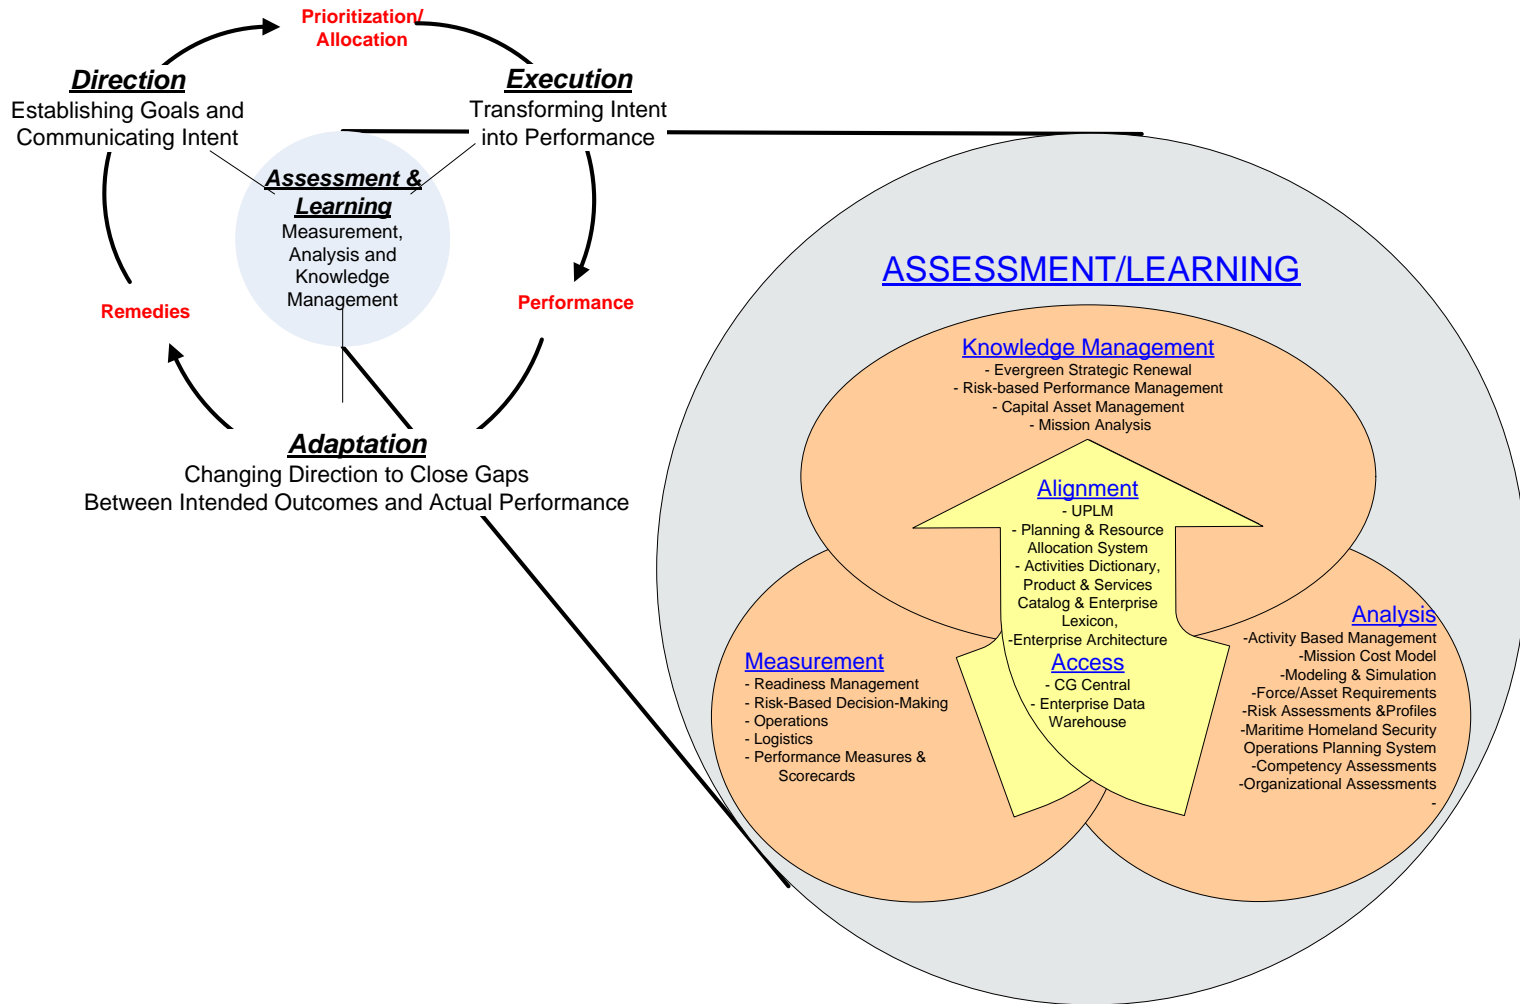 Prioritization/
Allocation
Direction
Establishing Goals and
Communicating Intent
Execution
Transforming Intent
into Performance
Assessment &
Learning
Measurement,
Analysis and
Knowledge
Management
Remedies
Performance
Adaptation
Changing Direction to Close Gaps
Between Intended Outcomes and Actual Performance
ASSESSMENT/LEARNING
Knowledge Management
- Evergreen Strategic Renewal
- Risk-based Performance Management
- Capital Asset Management
- Mission Analysis
Alignment
- UPLM
- Planning & Resource
Allocation System
- Activities Dictionary,
Product & Services
Catalog & Enterprise
Lexicon,
-Enterprise Architecture
Access
- CG Central
- Enterprise Data
Warehouse
Measurement
- Readiness Management
- Risk-Based Decision-Making
- Operations
- Logistics
- Performance Measures &
Scorecards
Analysis
-Activity Based Management
-Mission Cost Model
-Modeling & Simulation
-Force/Asset Requirements
-Risk Assessments &Profiles
-Maritime Homeland Security
Operations Planning System
-Competency Assessments
-Organizational Assessments
-